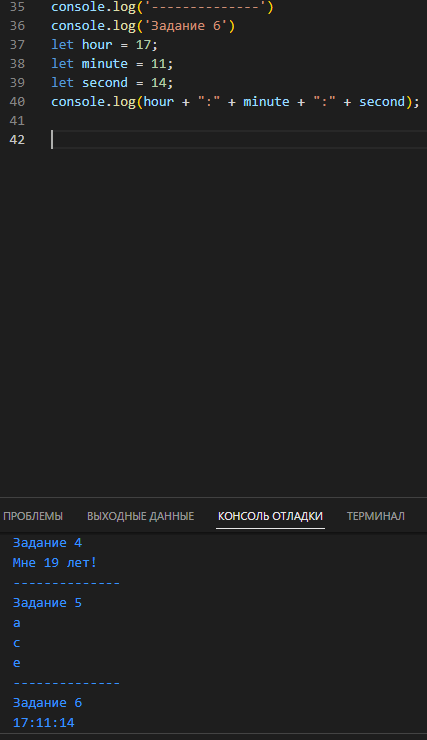 35 console.log('--------------')
36 console.log('Задание 6')
37 let hour = 17;
38 let minute = 11;
39 let second = 14;
40 console.log(hour + ":" + minute + ":" + second);
41
42
ПРОБЛЕМЫ ВЫХОДНЫЕ ДАННЫЕ КОНСОЛЬ ОТЛАДКИ ТЕРМИНАЛ
Задание 4
Мне 19 лет!
--------------
Задание 5
a
c
e
--------------
Задание 6
17:11:14